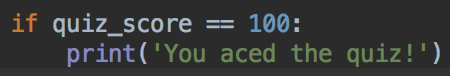 if quiz_score == 100:
    print('You aced the quiz!')